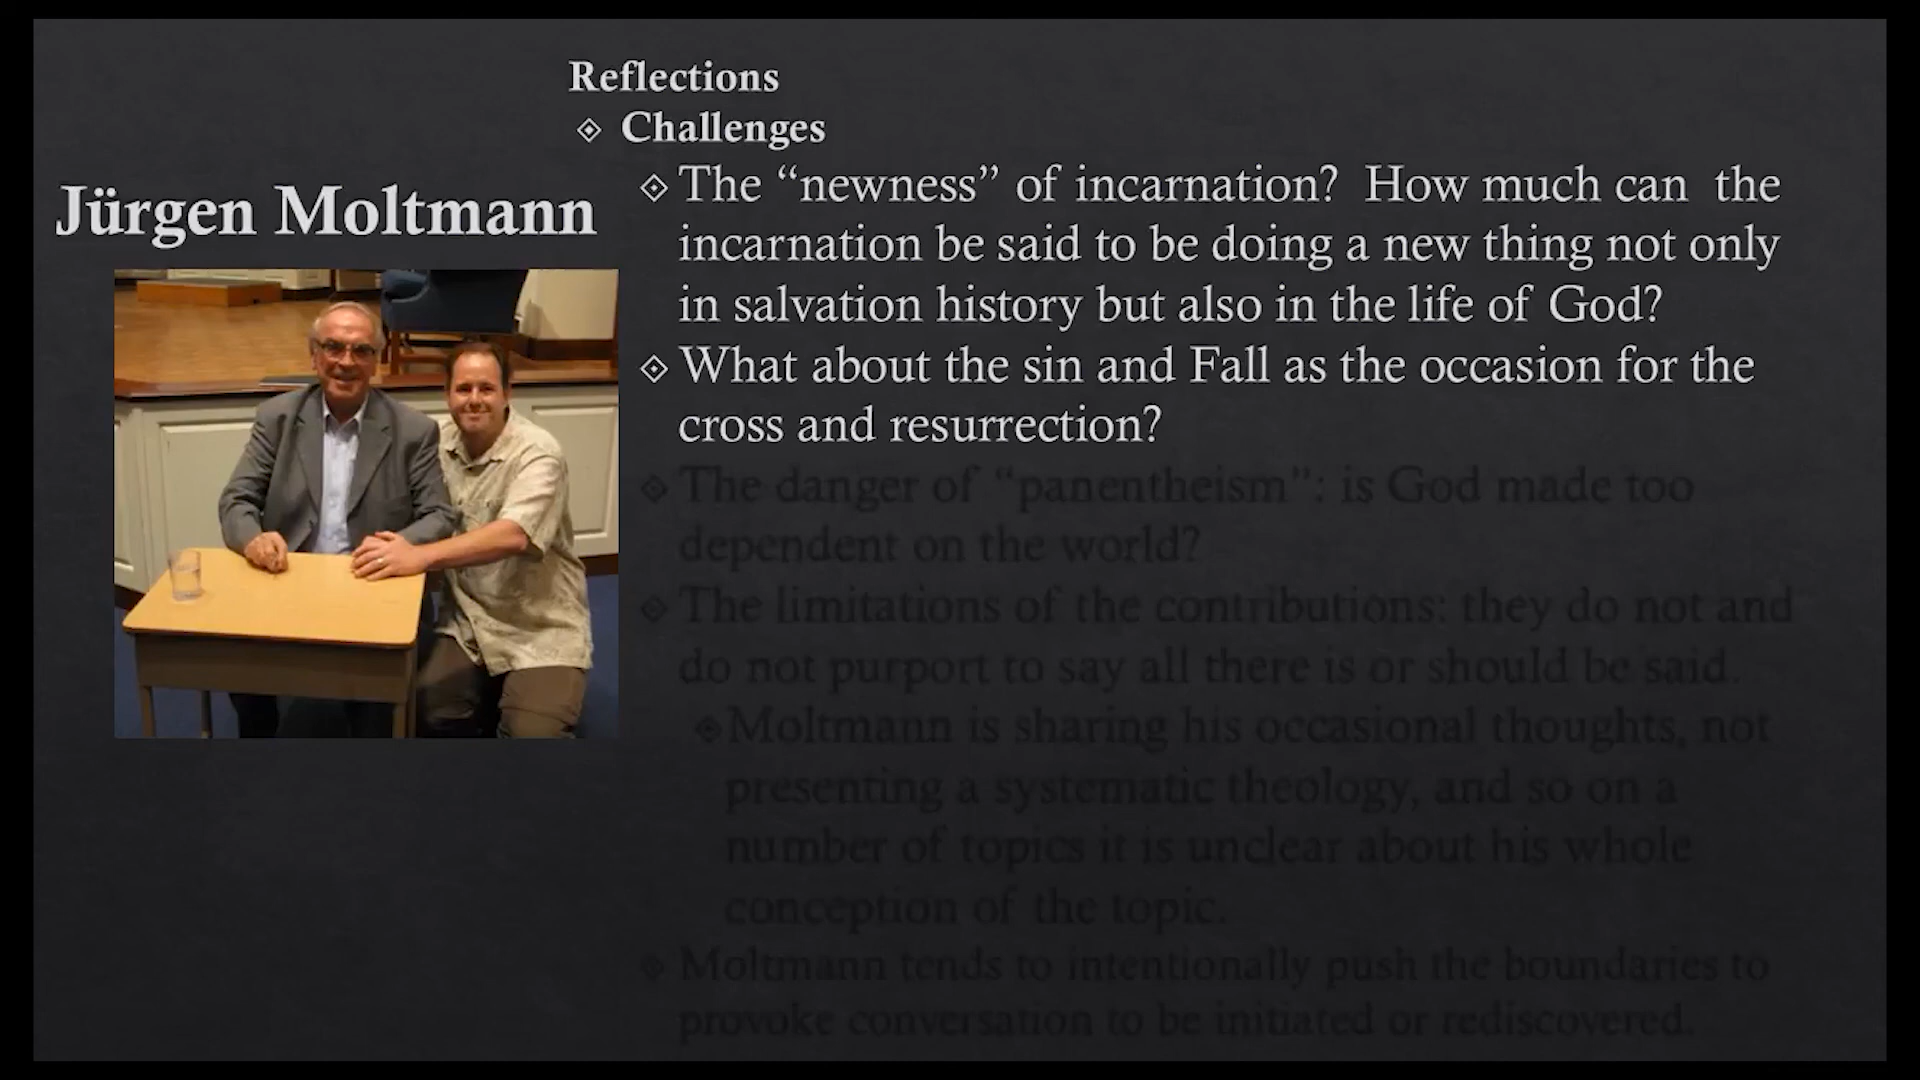 Reflections
Challenges
Jürgen Moltmann
The “newness” of incarnation? How much can the
incarnation be said to be doing a new thing not only
in salvation history but also in the life of God?
What about the sin and Fall as the occasion for the
cross and resurrection?
The danger of “panentheism”: is God made too
dependent on the world?
The limitations of the contributions: they do not and
do not purport to say all there is or should be said.
Moltmann is sharing his occasional thoughts, not
presenting a systematic theology, and so on a
number of topics it is unclear about his whole
conception of the topic.
Moltmann tends to intentionally push the boundaries to
provoke conversation to be initiated or rediscovered.